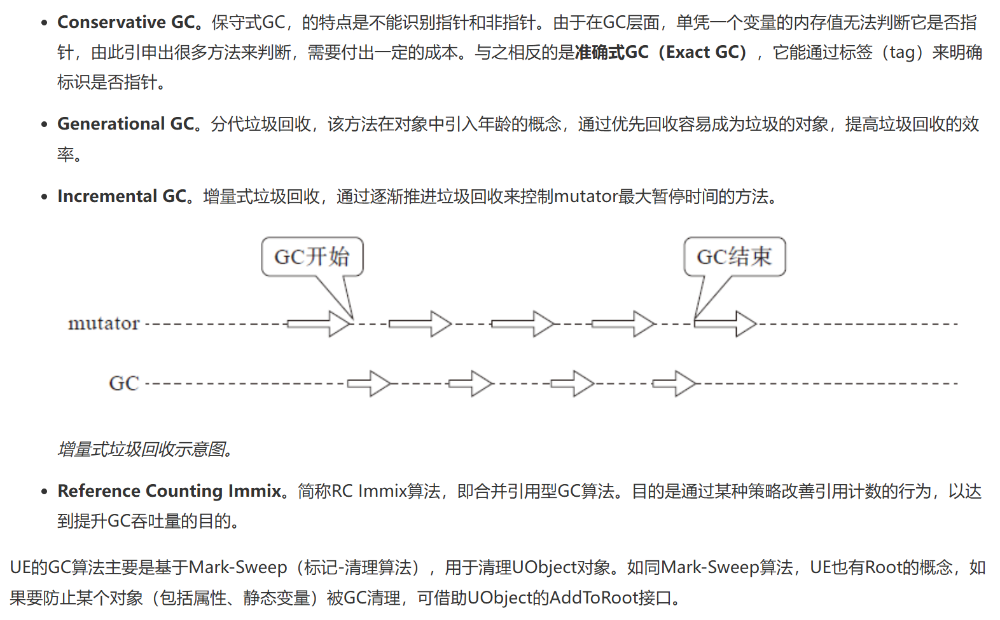 Conservative GC。保守式GC，的特点是不能识别指针和非指针。由于在GC层面，单凭一个变量的内存值无法判断它是否指
针，由此引申出很多方法来判断，需要付出一定的成本。与之相反的是准确式GC（Exact GC），它能通过标签（tag）来明确
标识是否指针。
Generational GC。分代垃圾回收，该方法在对象中引入年龄的概念，通过优先回收容易成为垃圾的对象，提高垃圾回收的效
率。
Incremental GC。增量式垃圾回收，通过逐渐推进垃圾回收来控制mutator最大暂停时间的方法。
GC开始
GC结束
mutator
GC
增量式垃圾回收示意图。
Reference Counting Immix。简称RC Immix算法，即合并引用型GC算法。目的是通过某种策略改善引用计数的行为，以达
到提升GC吞吐量的目的。
UE的GC算法主要是基于Mark-Sweep（标记-清理算法），用于清理UObject对象。如同Mark-Sweep算法，UE也有Root的概念，如
果要防止某个对象（包括属性、静态变量）被GC清理，可借助UObject的AddToRoot接口。